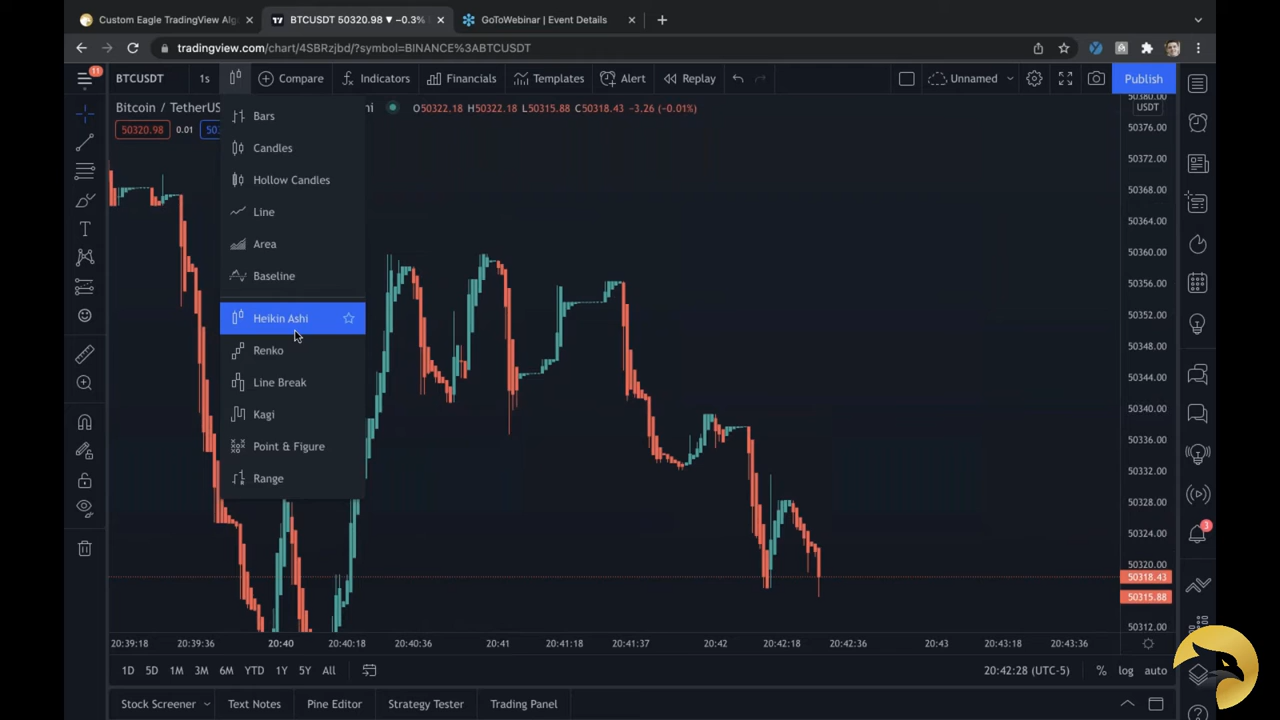 Custom Eagle TradingView Alg
BTCUSDT 50320.98 ▼ −0.3%
GoToWebinar | Event Details
tradingview.com/chart/4SBRzjbd/?symbol=BINANCE%3ABTCUSDT
11
BTCUSDT
1s
Compare
Indicators
Financials
Templates
Alert
Replay
Unnamed
Publish
Bitcoin / TetherUS
O50322.18 H50322.18 L50315.88 C50318.43 −3.26 (−0.01%)
50320.98
0.01
Bars
Candles
Hollow Candles
Line
Area
Baseline
Heikin Ashi
Renko
Line Break
Kagi
Point & Figure
Range
50380.00
USDT
50376.00
50372.00
50368.00
50364.00
50360.00
50356.00
50352.00
50348.00
50344.00
50340.00
50336.00
50332.00
50328.00
50324.00
50320.00
50318.43
50315.88
50312.00
3
20:39:18
20:39:36
20:40
20:40:18
20:40:36
20:41
20:41:18
20:41:37
20:42
20:42:18
20:42:36
20:43
20:43:18
20:43:36
1D
5D
1M
3M
6M
YTD
1Y
5Y
All
20:42:28 (UTC-5)
%
log
auto
Stock Screener
Text Notes
Pine Editor
Strategy Tester
Trading Panel